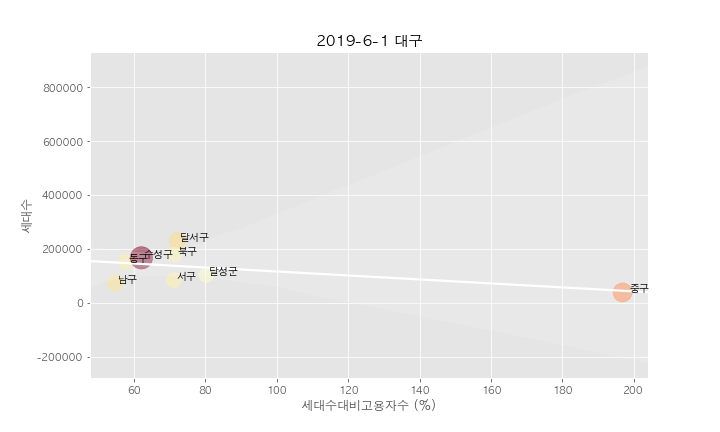 2019-6-1 대구
세대수
800000
600000
400000
200000
0
-200000
달서구
북구
수성구
동구
달성군
서구
남구
중구
60 80 100 120 140 160 180 200
세대수대비고용자수 (%)